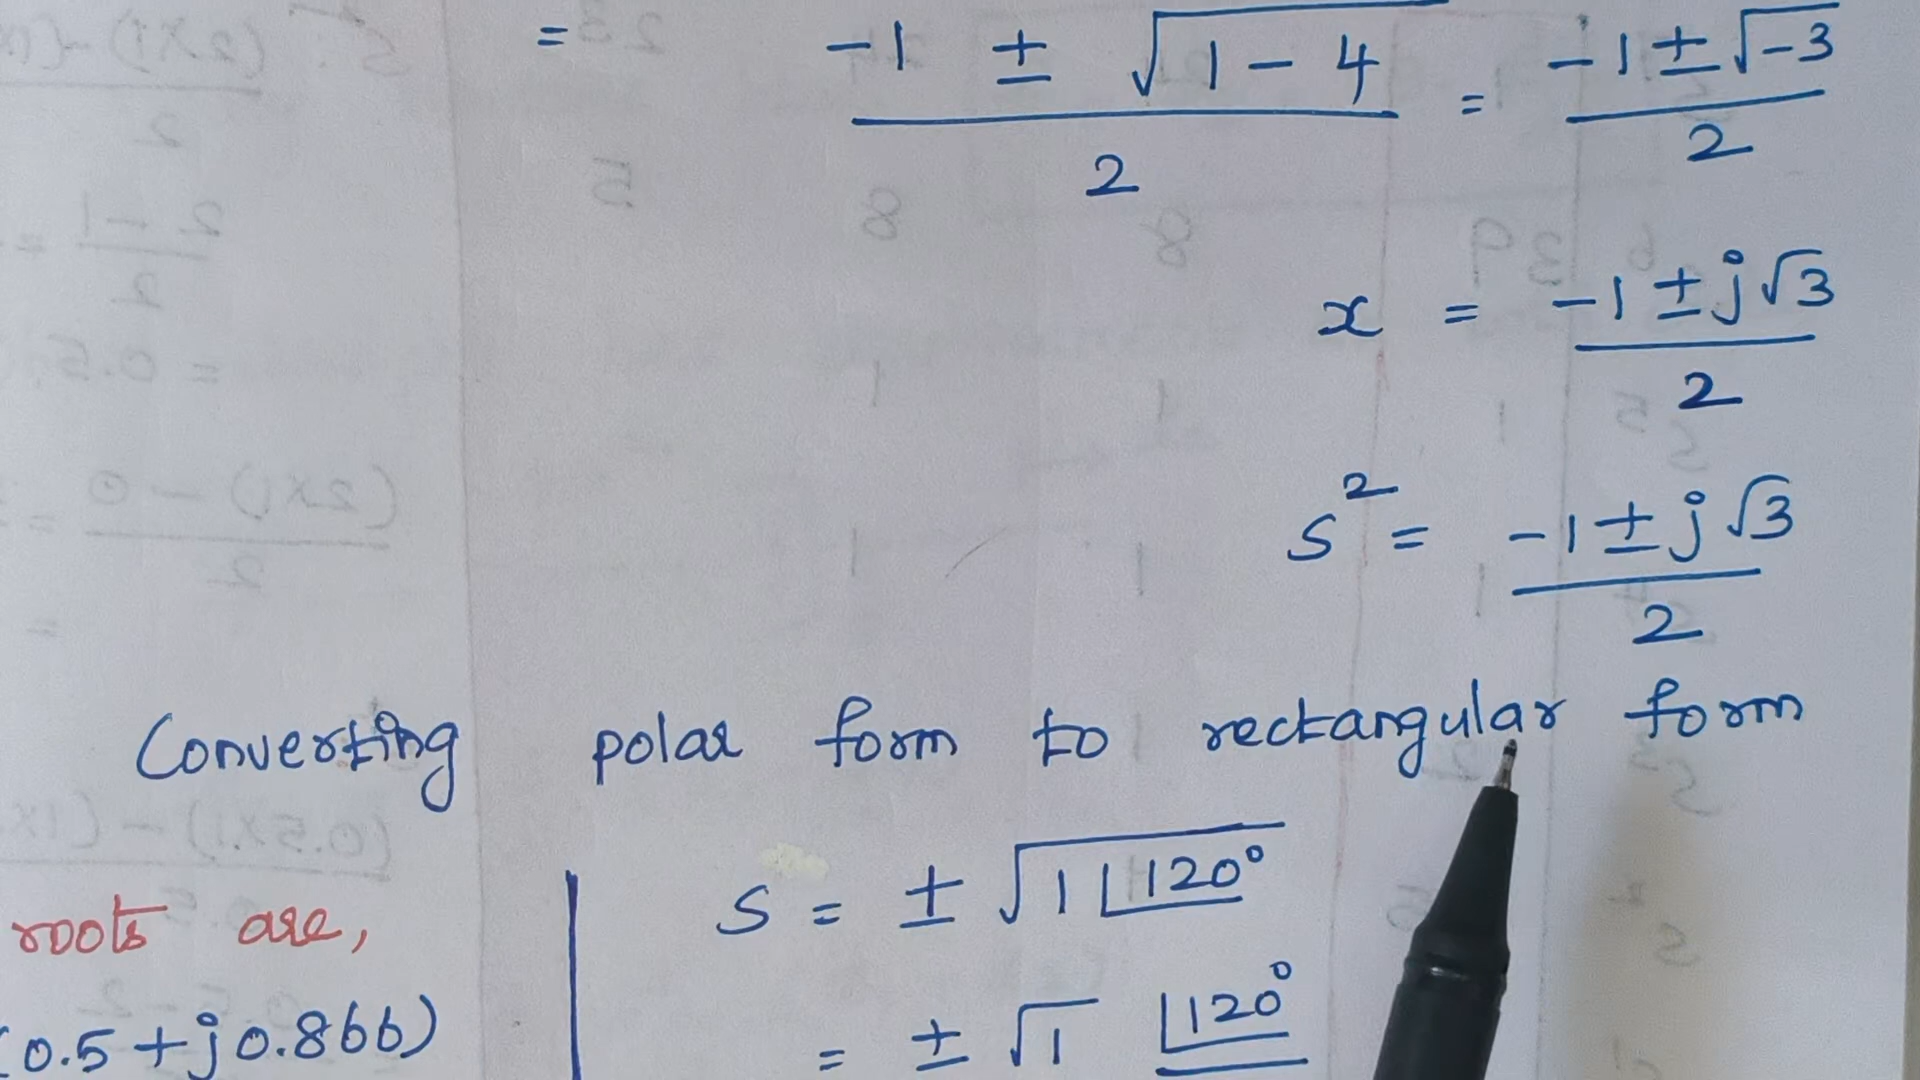 = -1 ± √1-4 / 2 = -1±√-3 / 2
x = -1 ± j√3 / 2
s² = -1 ± j√3 / 2
Converting polar form to rectangular form
s = ± √1∠120°
roots are,
= ± √1 ∠120°
(0.5 + j0.866)